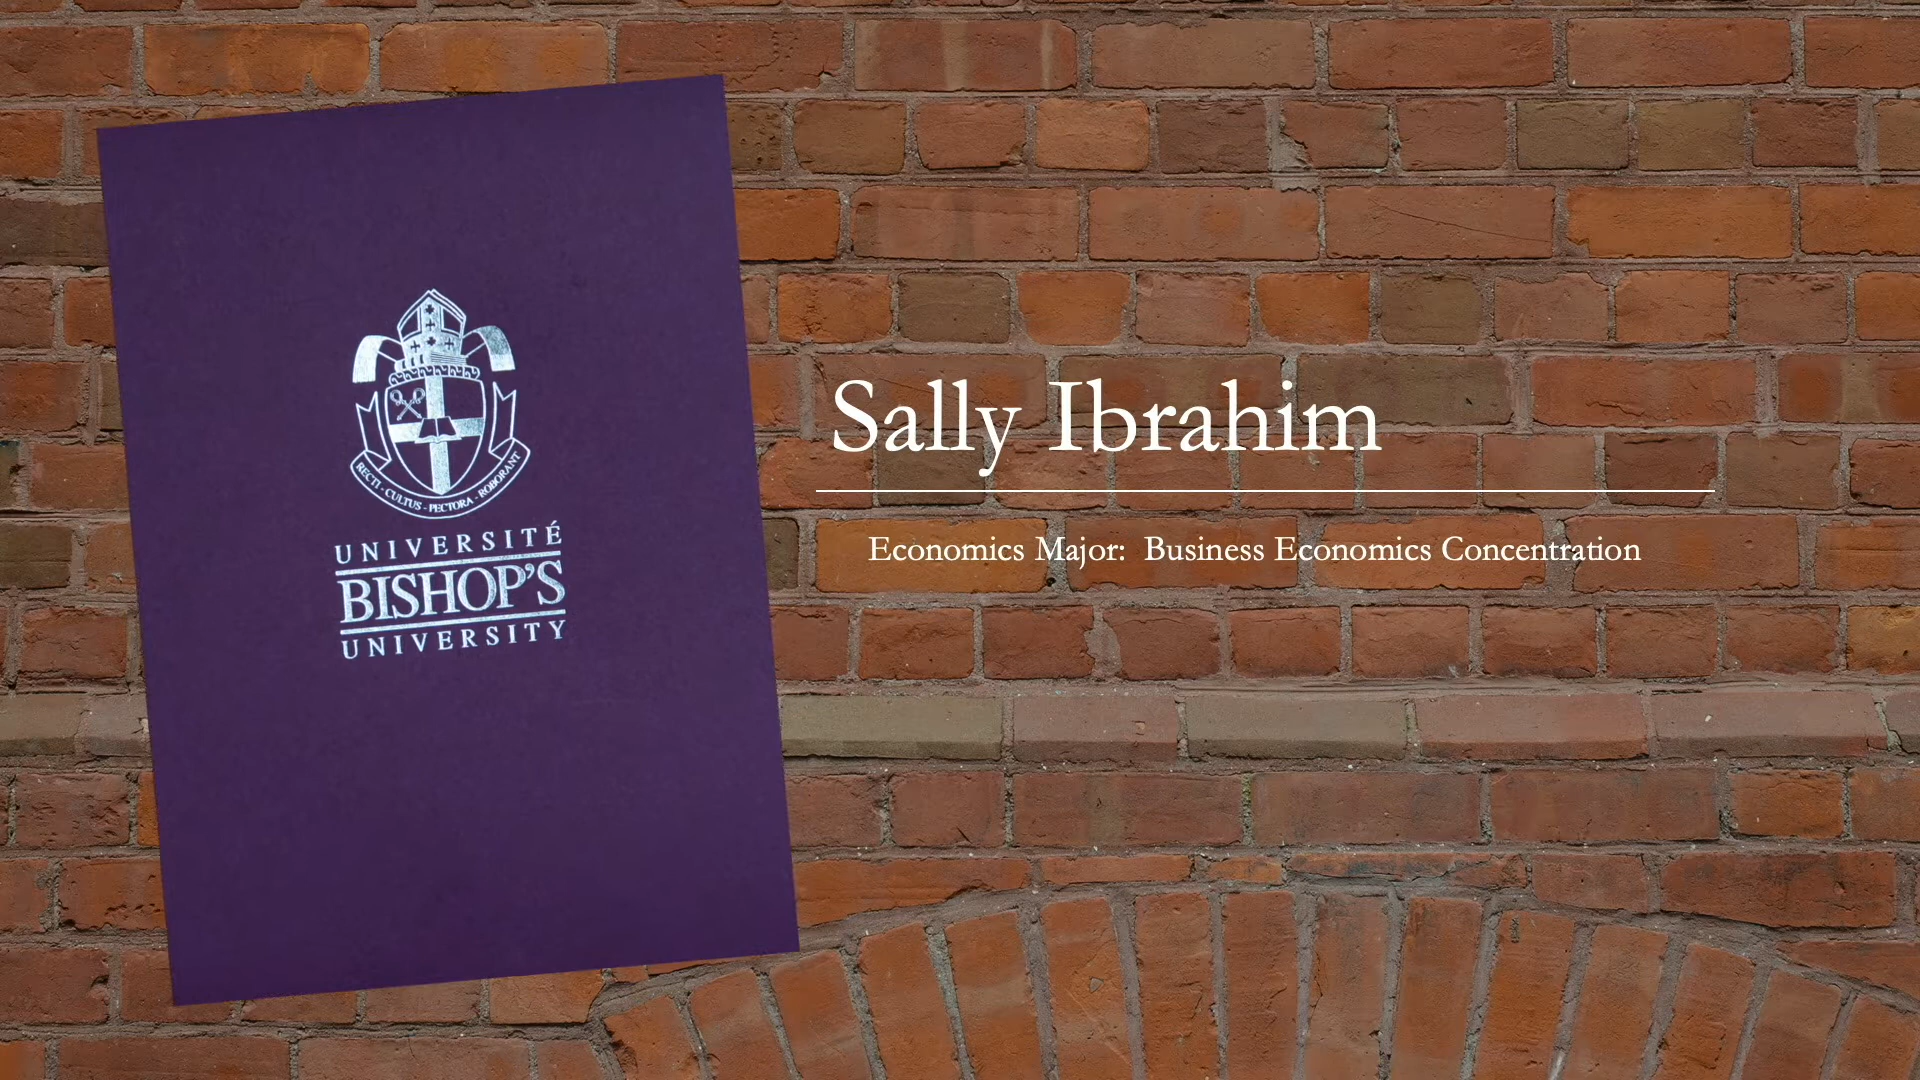 RECTI · CULTUS · PECTORA · ROBORANT
UNIVERSITÉ
BISHOP'S
UNIVERSITY
Sally Ibrahim
Economics Major:  Business Economics Concentration